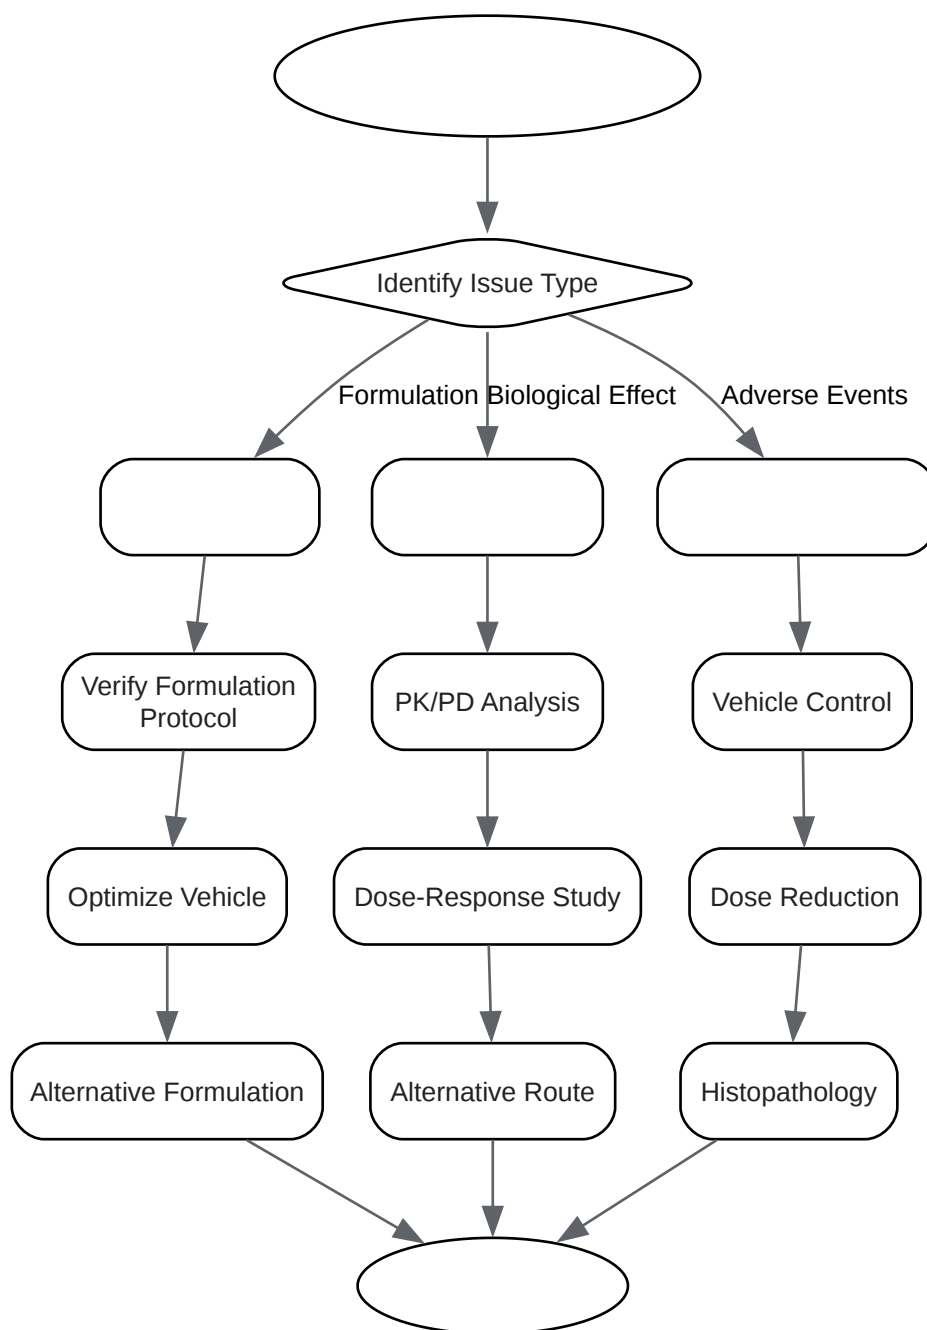 Identify Issue Type
Formulation
Biological Effect
Adverse Events
Verify Formulation
Protocol
PK/PD Analysis
Vehicle Control
Optimize Vehicle
Dose-Response Study
Dose Reduction
Alternative Formulation
Alternative Route
Histopathology